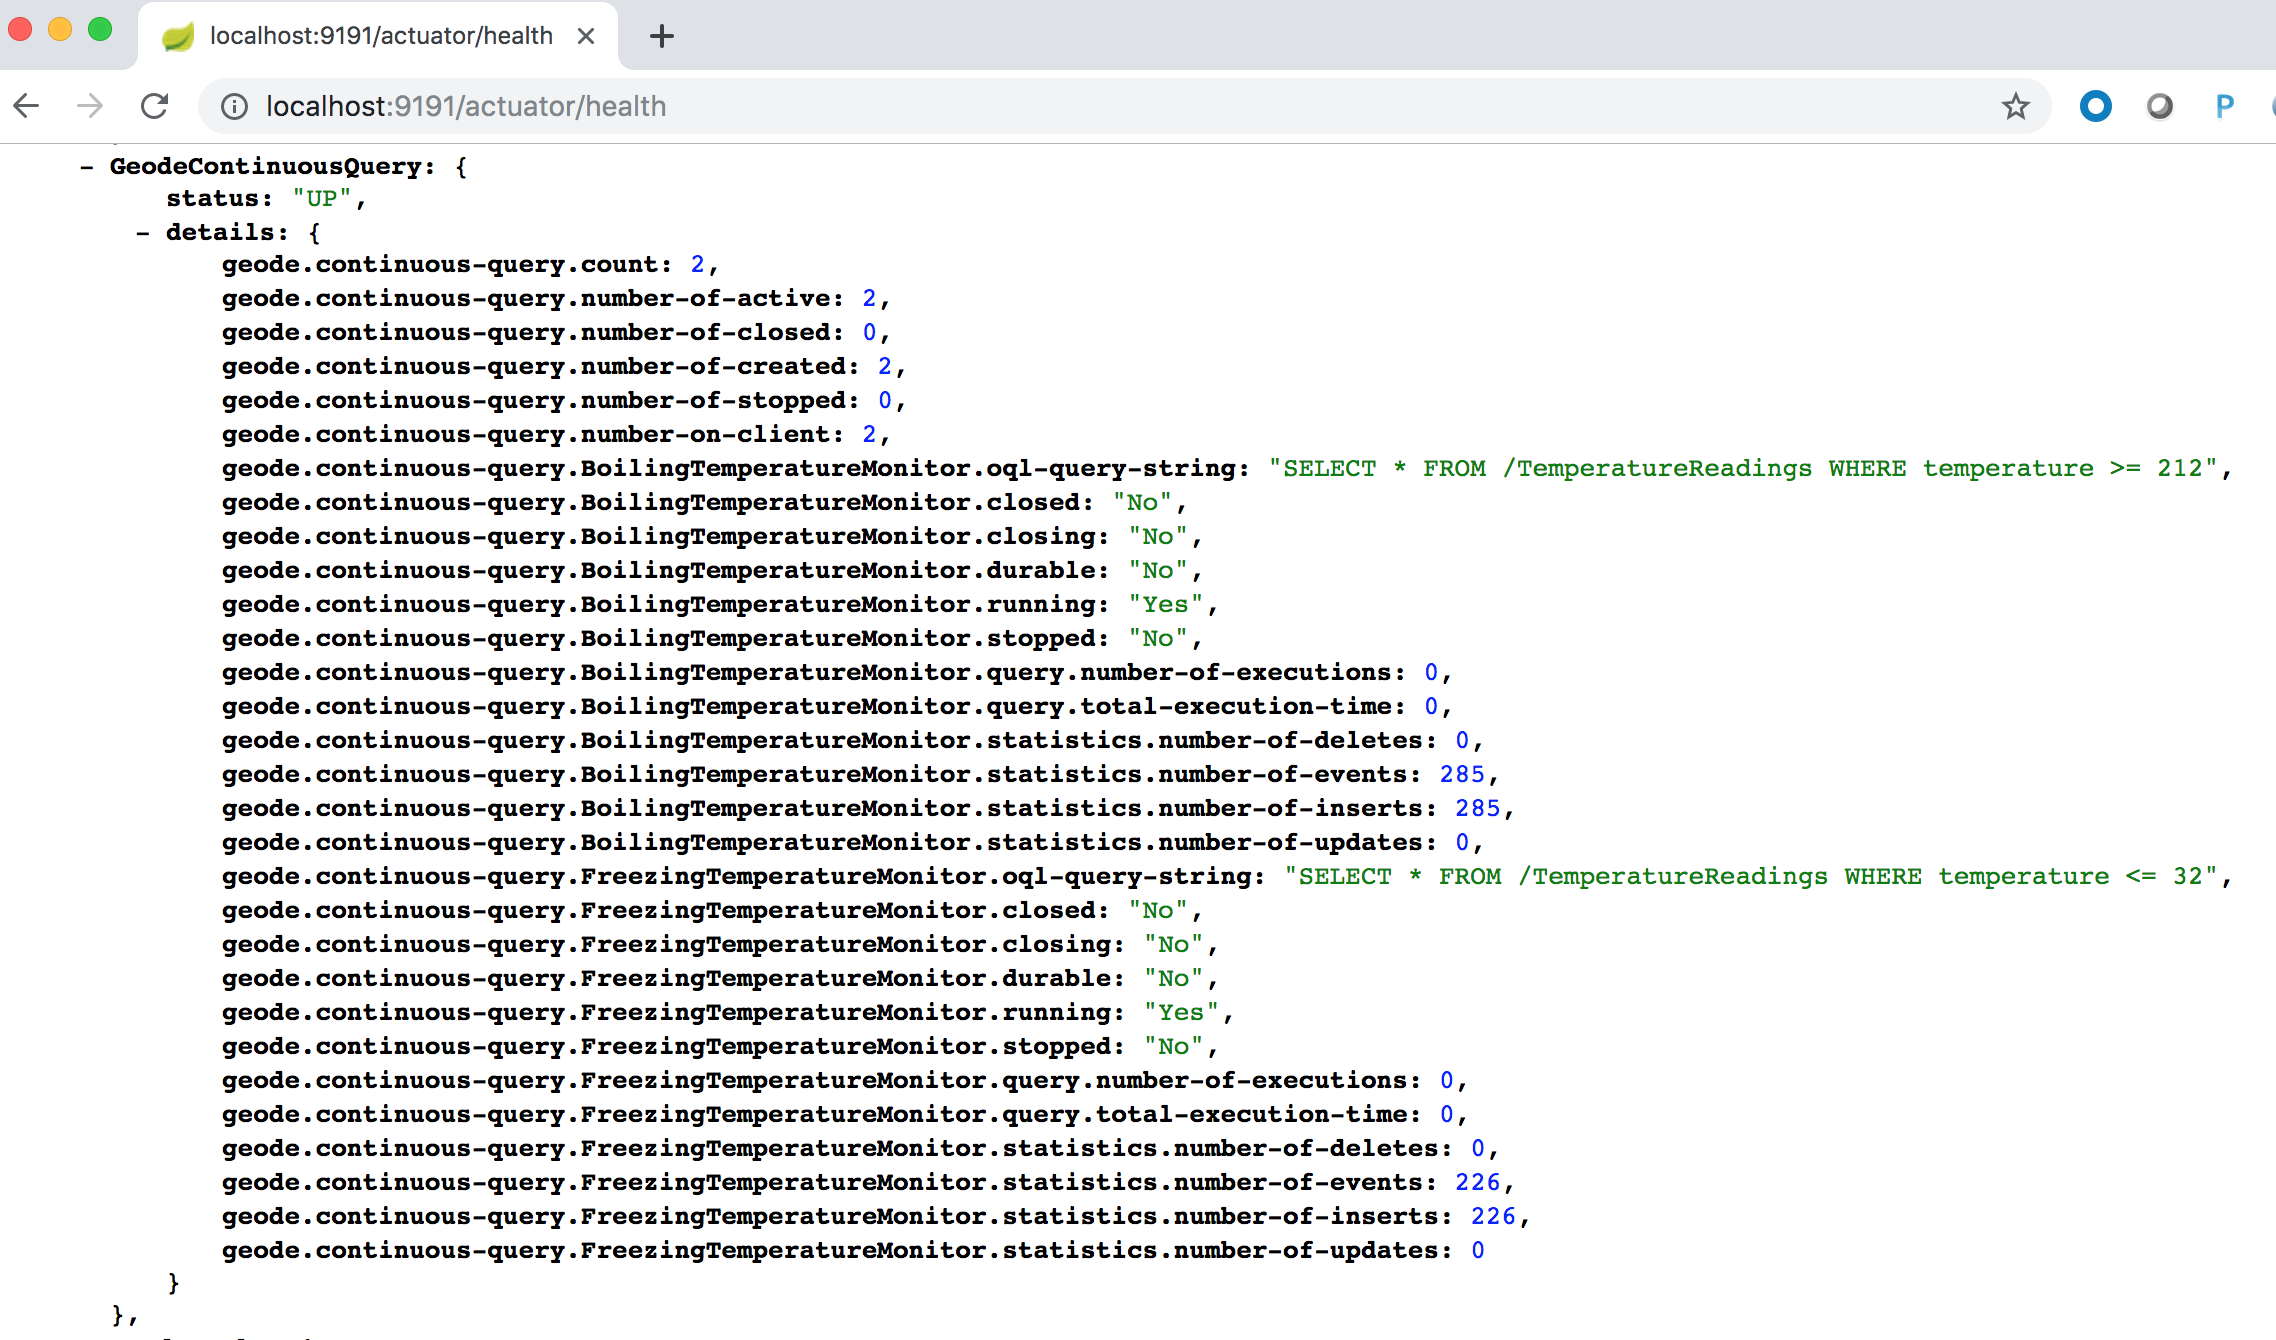 localhost:9191/actuator/health
localhost:9191/actuator/health
P
– GeodeContinuousQuery: {
status: "UP",
– details: {
geode.continuous-query.count: 2,
geode.continuous-query.number-of-active: 2,
geode.continuous-query.number-of-closed: 0,
geode.continuous-query.number-of-created: 2,
geode.continuous-query.number-of-stopped: 0,
geode.continuous-query.number-on-client: 2,
geode.continuous-query.BoilingTemperatureMonitor.oql-query-string: "SELECT * FROM /TemperatureReadings WHERE temperature >= 212",
geode.continuous-query.BoilingTemperatureMonitor.closed: "No",
geode.continuous-query.BoilingTemperatureMonitor.closing: "No",
geode.continuous-query.BoilingTemperatureMonitor.durable: "No",
geode.continuous-query.BoilingTemperatureMonitor.running: "Yes",
geode.continuous-query.BoilingTemperatureMonitor.stopped: "No",
geode.continuous-query.BoilingTemperatureMonitor.query.number-of-executions: 0,
geode.continuous-query.BoilingTemperatureMonitor.query.total-execution-time: 0,
geode.continuous-query.BoilingTemperatureMonitor.statistics.number-of-deletes: 0,
geode.continuous-query.BoilingTemperatureMonitor.statistics.number-of-events: 285,
geode.continuous-query.BoilingTemperatureMonitor.statistics.number-of-inserts: 285,
geode.continuous-query.BoilingTemperatureMonitor.statistics.number-of-updates: 0,
geode.continuous-query.FreezingTemperatureMonitor.oql-query-string: "SELECT * FROM /TemperatureReadings WHERE temperature <= 32",
geode.continuous-query.FreezingTemperatureMonitor.closed: "No",
geode.continuous-query.FreezingTemperatureMonitor.closing: "No",
geode.continuous-query.FreezingTemperatureMonitor.durable: "No",
geode.continuous-query.FreezingTemperatureMonitor.running: "Yes",
geode.continuous-query.FreezingTemperatureMonitor.stopped: "No",
geode.continuous-query.FreezingTemperatureMonitor.query.number-of-executions: 0,
geode.continuous-query.FreezingTemperatureMonitor.query.total-execution-time: 0,
geode.continuous-query.FreezingTemperatureMonitor.statistics.number-of-deletes: 0,
geode.continuous-query.FreezingTemperatureMonitor.statistics.number-of-events: 226,
geode.continuous-query.FreezingTemperatureMonitor.statistics.number-of-inserts: 226,
geode.continuous-query.FreezingTemperatureMonitor.statistics.number-of-updates: 0
}
},